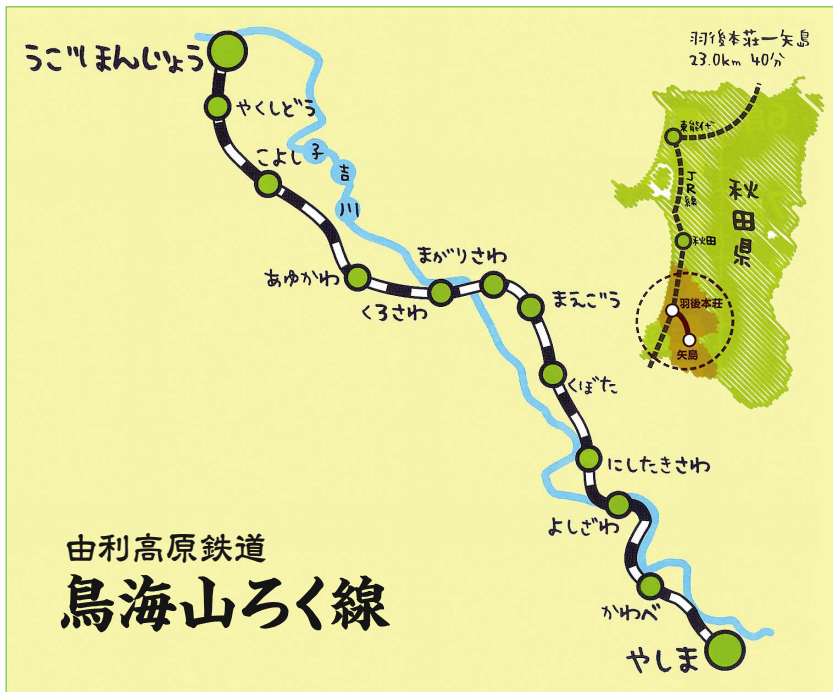 うごほんじょう
やくしどう
こよし
子
吉
川
あゆかわ
くろさわ
まがりさわ
まえごう
くぼた
にしたきさわ
よしざわ
かわべ
やしま
羽後本荘ー矢島
23.0km 40分
東能代
JR線
秋田県
秋田
羽後本荘
矢島
由利高原鉄道
鳥海山ろく線